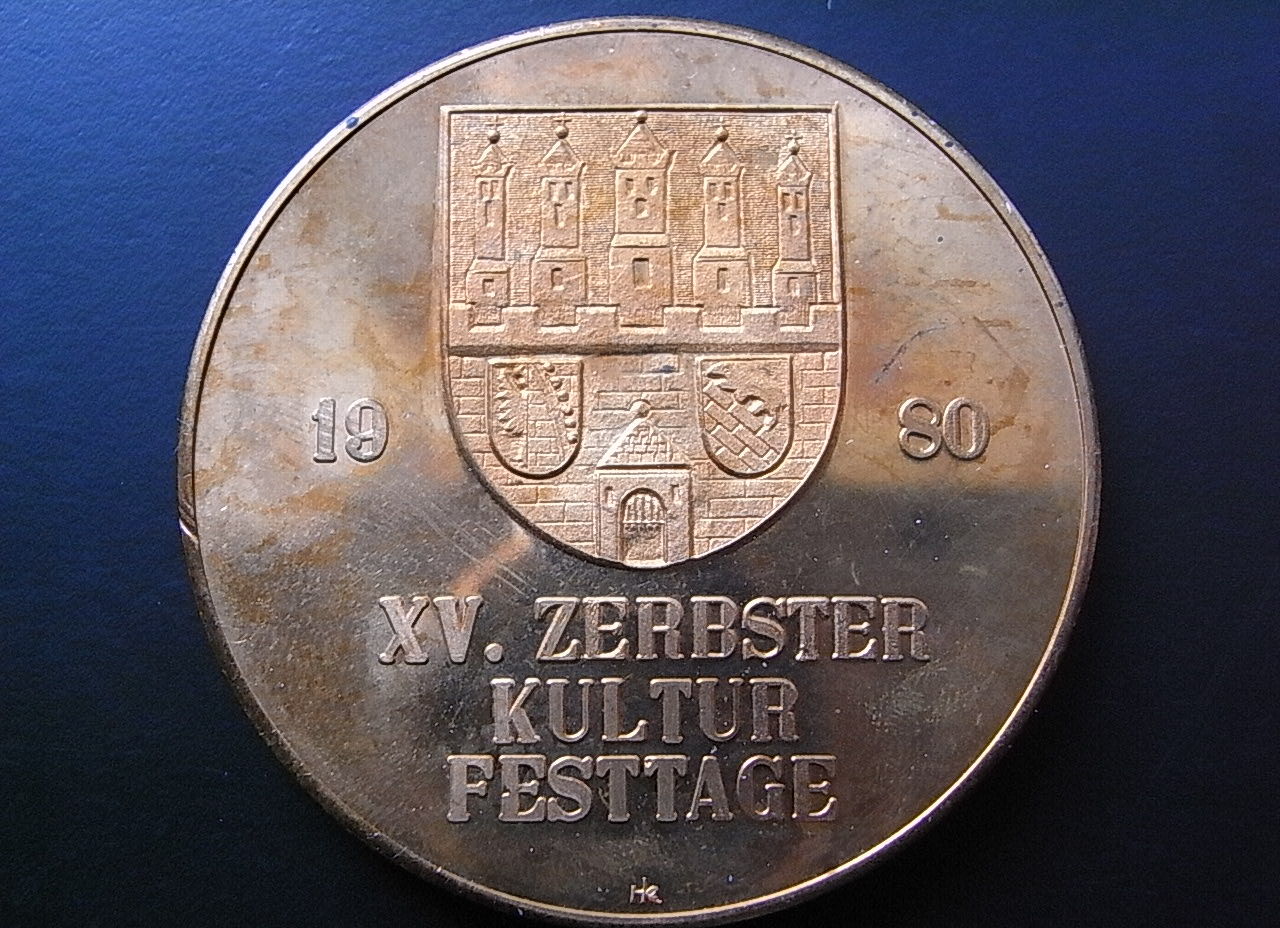 19 80
XV. ZERBSTER
KULTUR
FESTTAGE